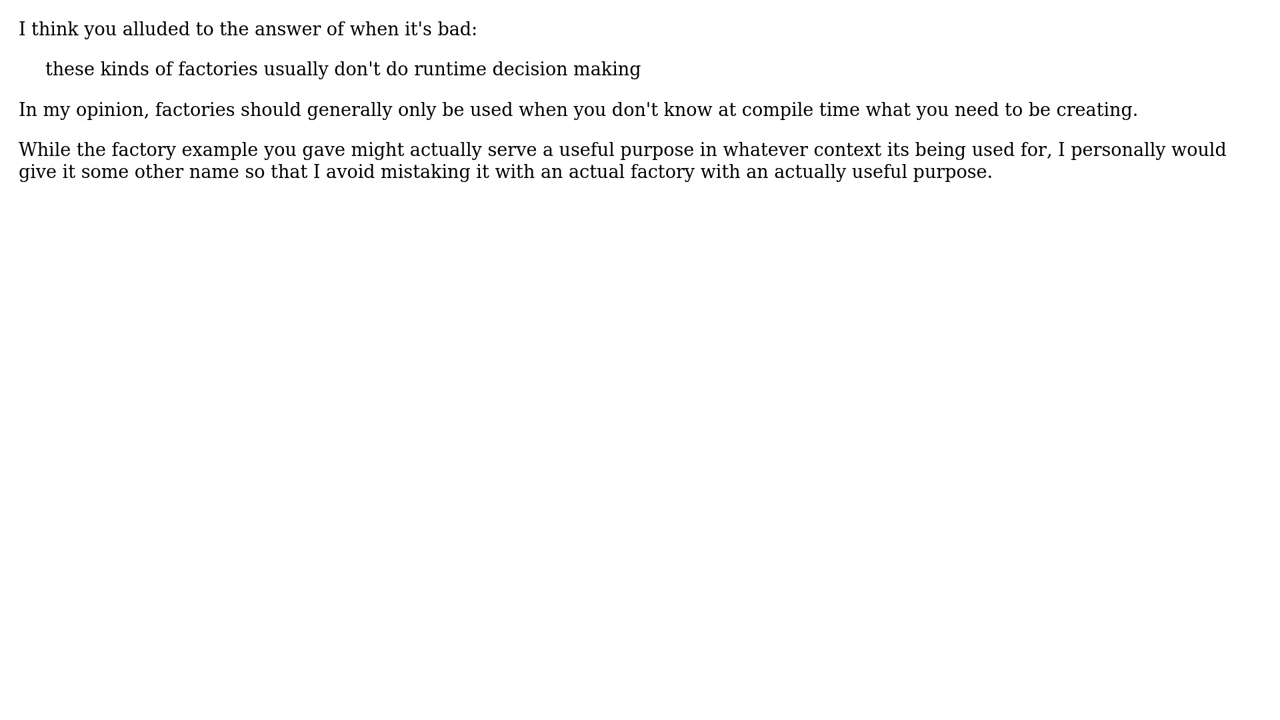 I think you alluded to the answer of when it's bad:
these kinds of factories usually don't do runtime decision making
In my opinion, factories should generally only be used when you don't know at compile time what you need to be creating.
While the factory example you gave might actually serve a useful purpose in whatever context its being used for, I personally would
give it some other name so that I avoid mistaking it with an actual factory with an actually useful purpose.